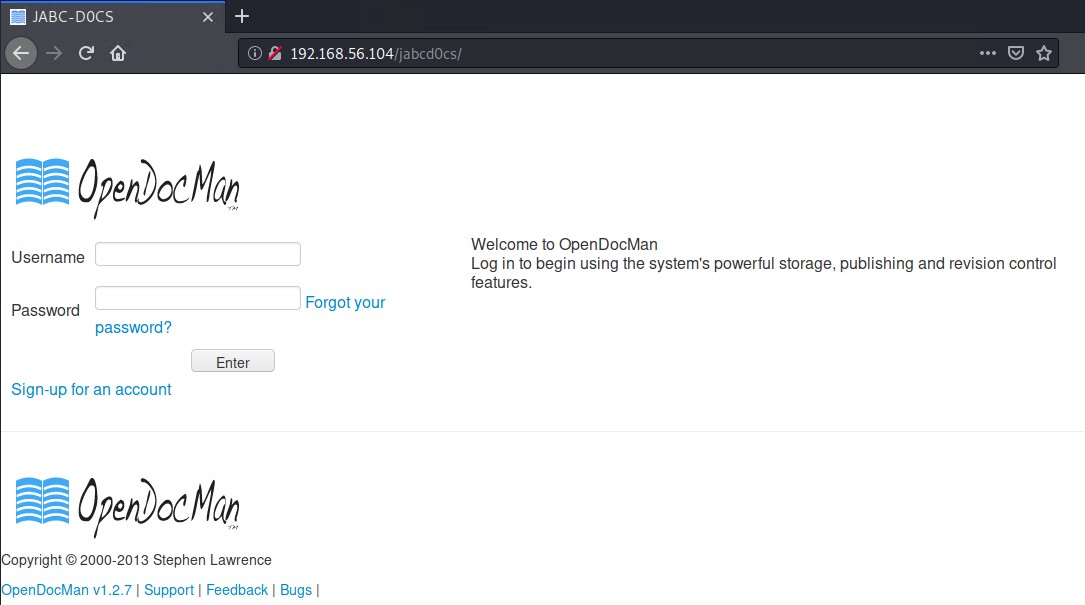 JABC-D0CS
192.168.56.104/jabcd0cs/
OpenDocMan™
Username
Password
Forgot your
password?
Enter
Sign-up for an account
Welcome to OpenDocMan
Log in to begin using the system's powerful storage, publishing and revision control
features.
OpenDocMan™
Copyright © 2000-2013 Stephen Lawrence
OpenDocMan v1.2.7 | Support | Feedback | Bugs |